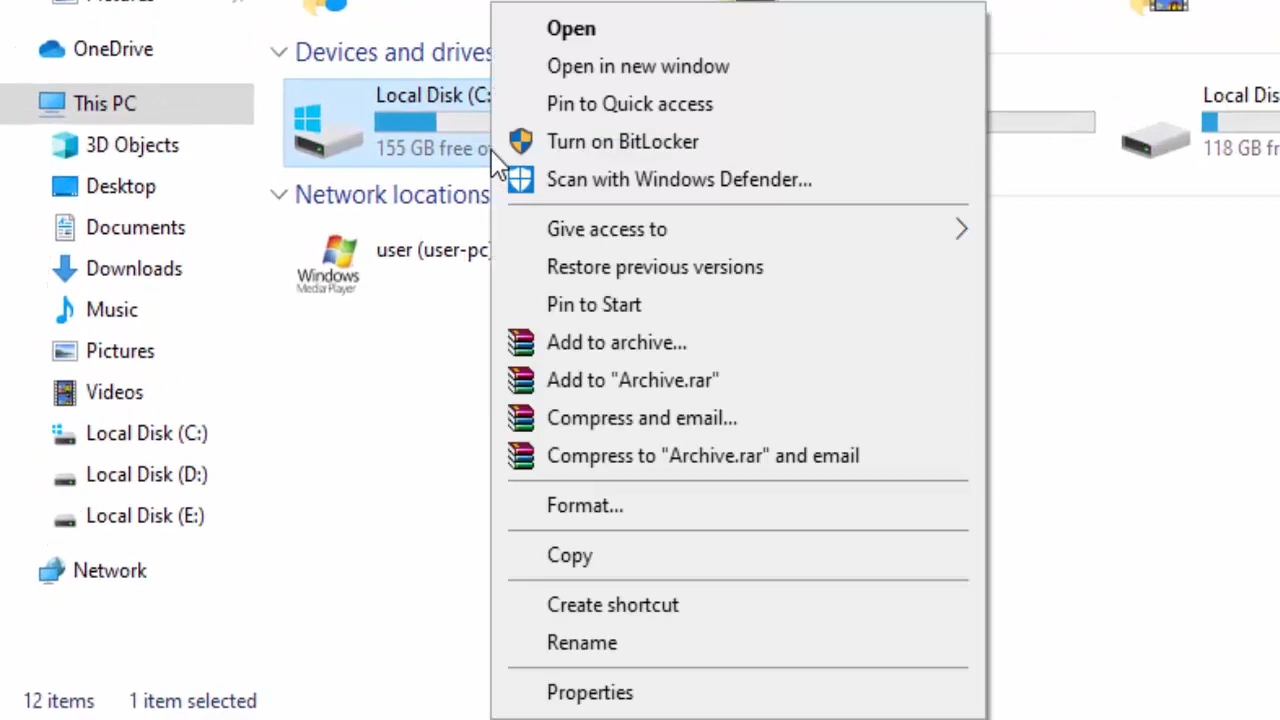 OneDrive
This PC
3D Objects
Desktop
Documents
Downloads
Music
Pictures
Videos
Local Disk (C:)
Local Disk (D:)
Local Disk (E:)
Network
Devices and drives
Local Disk (C:
155 GB free o
Network locations
user (user-pc)
Windows
Media Player
Open
Open in new window
Pin to Quick access
Turn on BitLocker
Scan with Windows Defender...
Give access to
Restore previous versions
Pin to Start
Add to archive...
Add to "Archive.rar"
Compress and email...
Compress to "Archive.rar" and email
Format...
Copy
Create shortcut
Rename
Properties
Local Dis
118 GB fr
12 items 1 item selected